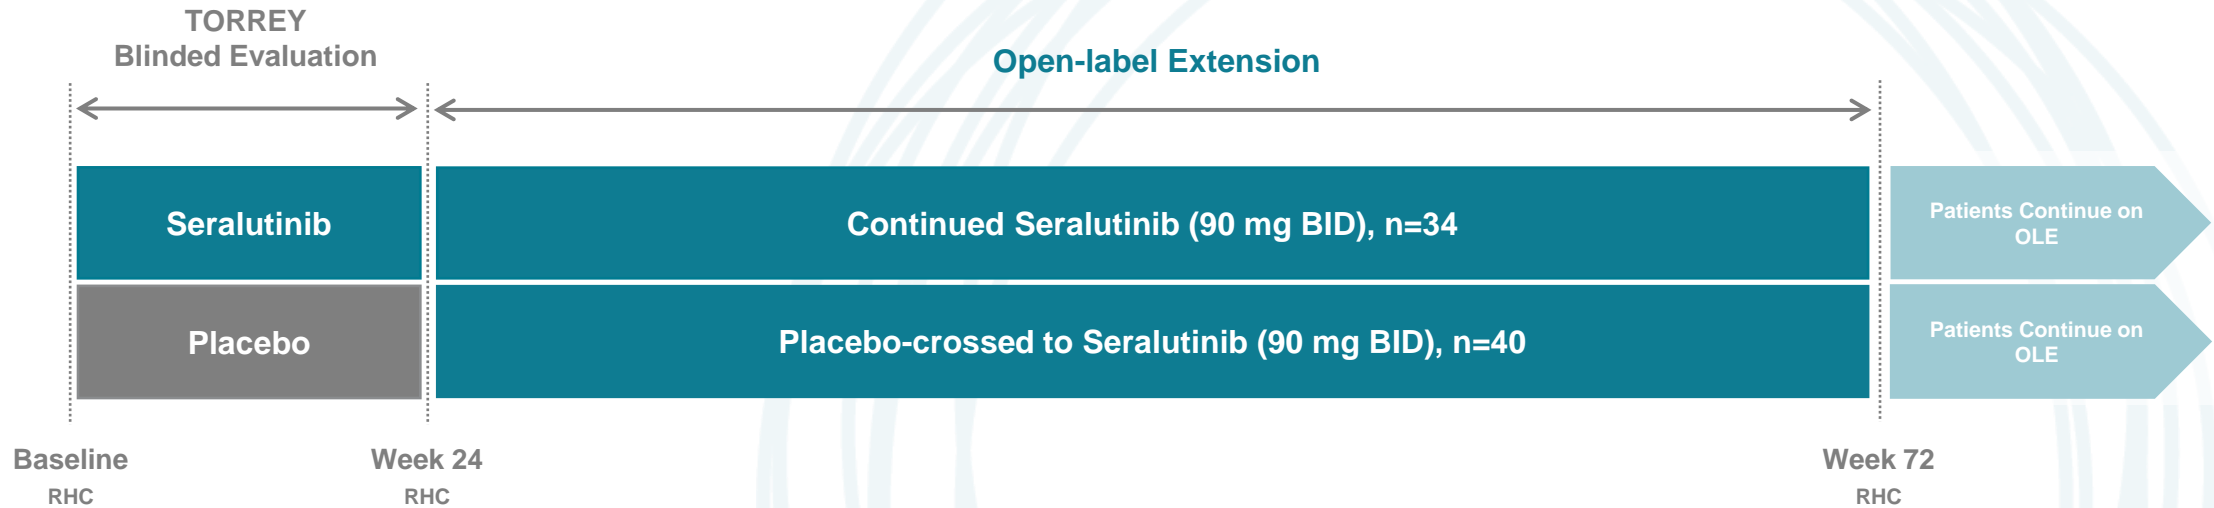 TORREY
Blinded Evaluation
Open-label Extension
Seralutinib
Continued Seralutinib (90 mg BID), n=34
Patients Continue on
OLE
Placebo
Placebo-crossed to Seralutinib (90 mg BID), n=40
Patients Continue on
OLE
Baseline
RHC
Week 24
RHC
Week 72
RHC